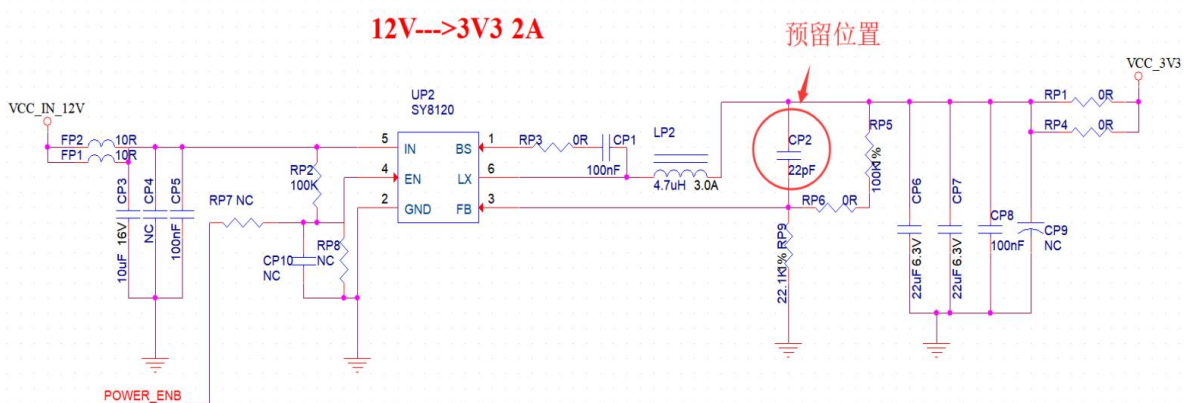 12V--->3V3 2A
预留位置
VCC_IN_12V
VCC_3V3
UP2
SY8120
FP2 10R
FP1 10R
5 IN BS 1
4 EN LX 6
2 GND FB 3
RP3 0R
CP1
100nF
LP2
4.7uH 3.0A
CP2
22pF
RP5
100K1%
RP1 0R
RP4 0R
RP2
100K
RP7 NC
CP3
10uF 16V
CP4
NC
CP5
100nF
CP10
NC
RP8
NC
RP6 0R
RP9
22.1K1%
CP6
22uF 6.3V
CP7
22uF 6.3V
CP8
100nF
CP9
NC
POWER_ENB